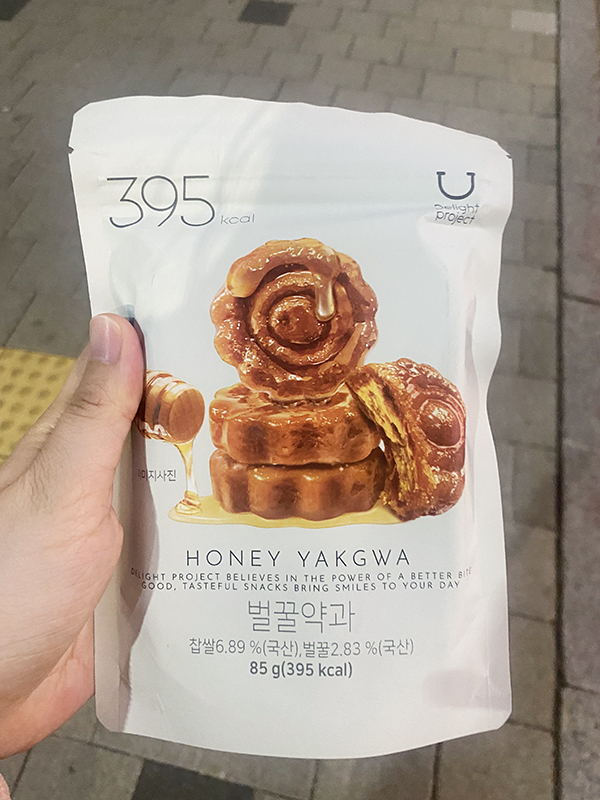 395 kcal
Delight
project
이미지사진
HONEY YAKGWA
DELIGHT PROJECT BELIEVES IN THE POWER OF A BETTER BITE
GOOD, TASTEFUL SNACKS BRING SMILES TO YOUR DAY
벌꿀약과
찹쌀6.89 %(국산),벌꿀2.83 %(국산)
85 g(395 kcal)